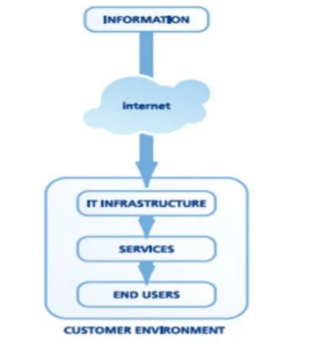 INFORMATION
internet
IT INFRASTRUCTURE
SERVICES
END USERS
CUSTOMER ENVIRONMENT